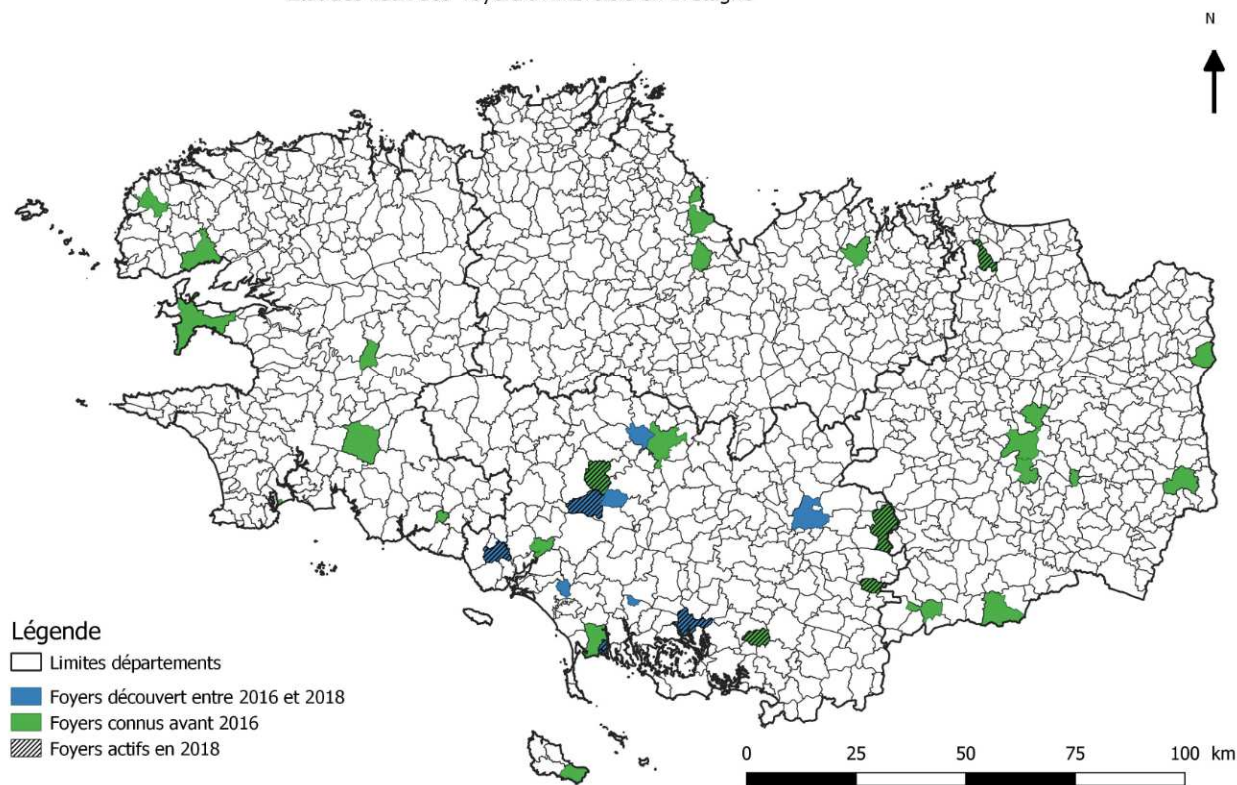 N
Légende
Limites départements
Foyers découvert entre 2016 et 2018
Foyers connus avant 2016
Foyers actifs en 2018
0 25 50 75 100 km